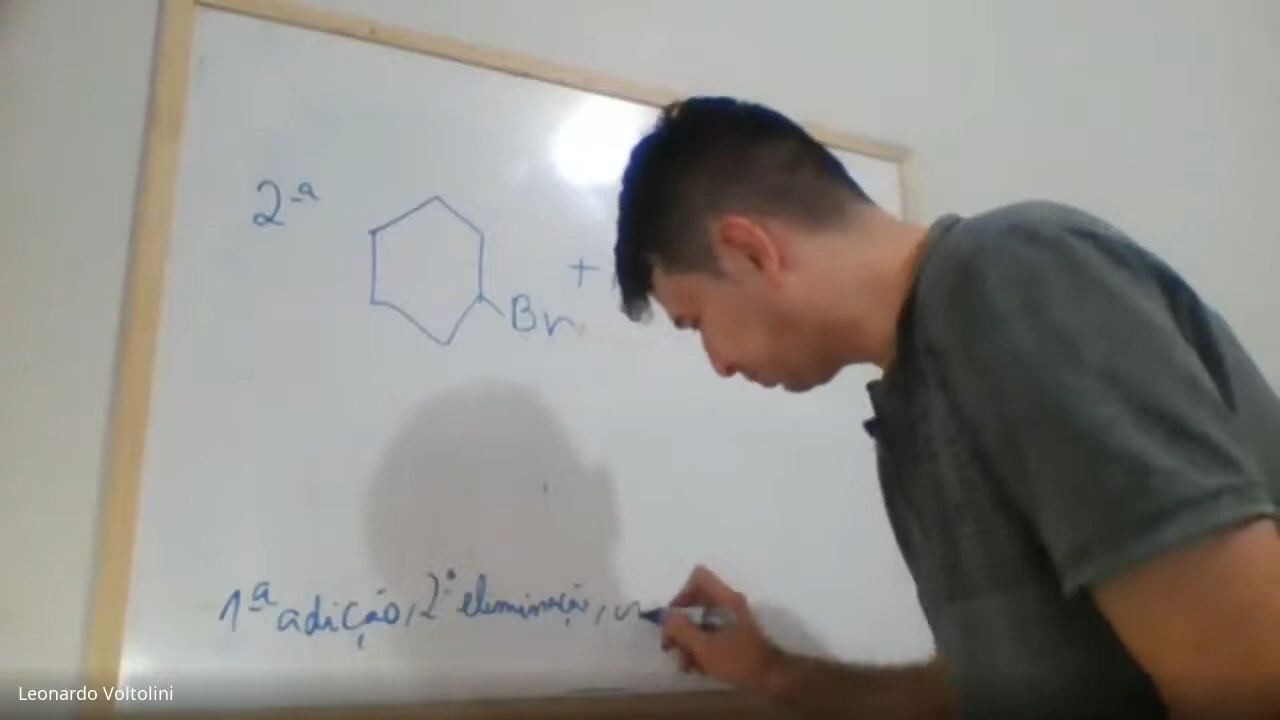 2ª
+
Br
1ª adição, 2ª eliminação,
Leonardo Voltolini